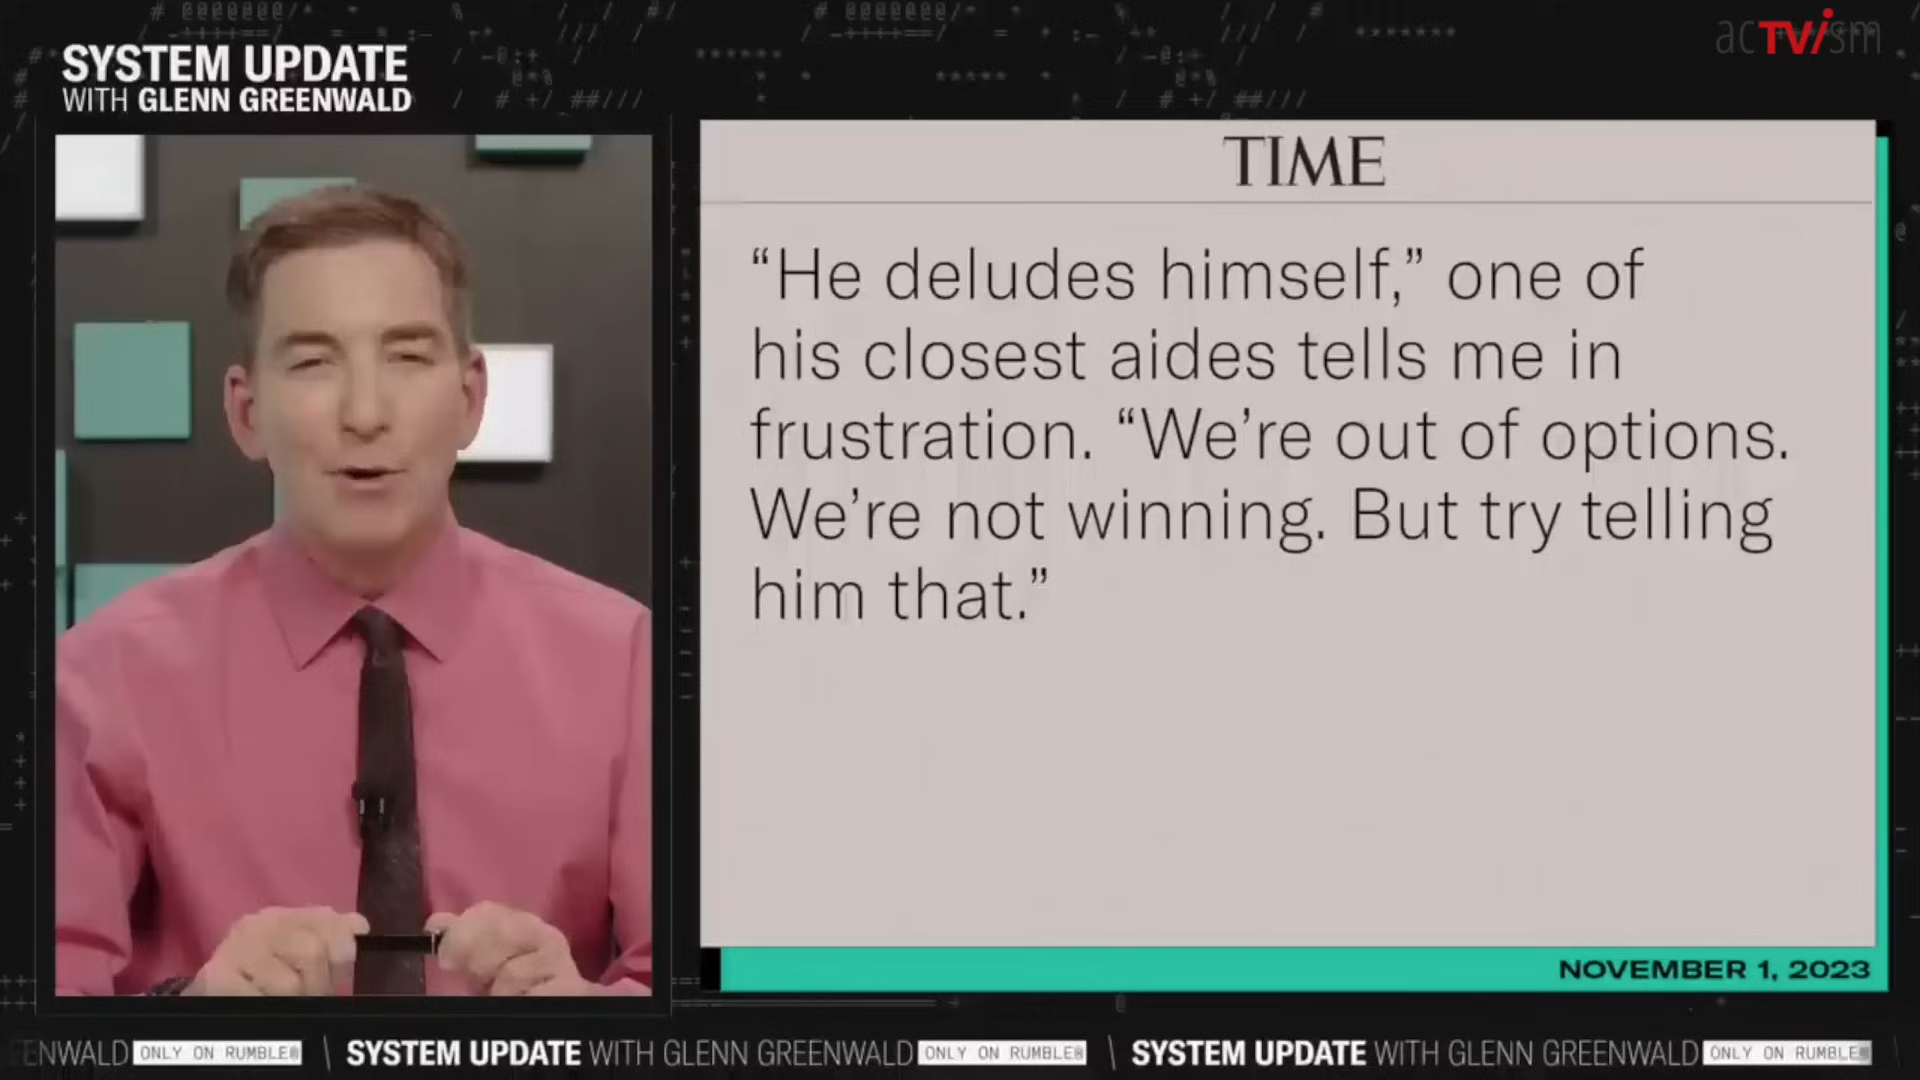 acTVism
SYSTEM UPDATE
WITH GLENN GREENWALD
TIME
“He deludes himself,” one of
his closest aides tells me in
frustration. “We’re out of options.
We’re not winning. But try telling
him that.”
NOVEMBER 1, 2023
ENWALD ONLY ON RUMBLE SYSTEM UPDATE WITH GLENN GREENWALD ONLY ON RUMBLE SYSTEM UPDATE WITH GLENN GREENWALD ONLY ON RUMBLE